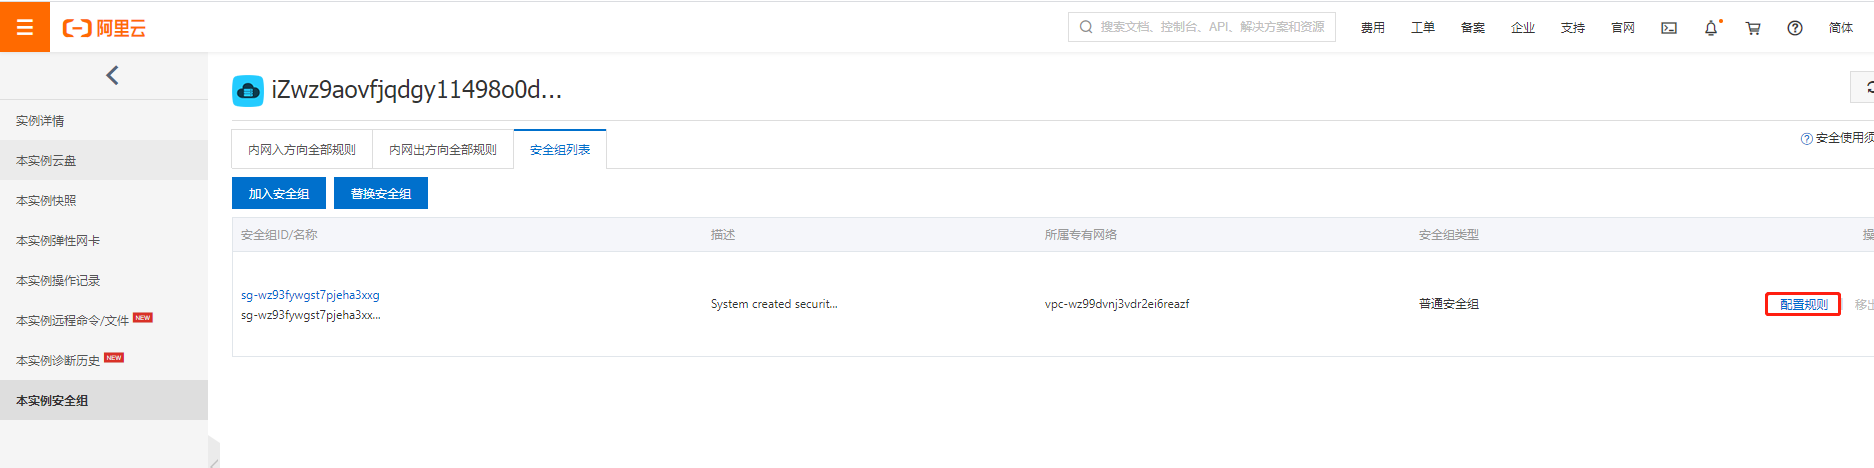 阿里云
搜索文档、控制台、API、解决方案和资源
费用
工单
备案
企业
支持
官网
简体
iZwz9aovfjqdgy11498o0d...
实例详情
本实例云盘
本实例快照
本实例弹性网卡
本实例操作记录
本实例远程命令/文件 NEW
本实例诊断历史 NEW
本实例安全组
内网入方向全部规则
内网出方向全部规则
安全组列表
安全使用须
加入安全组
替换安全组
安全组ID/名称
描述
所属专有网络
安全组类型
操
sg-wz93fywgst7pjeha3xxg
sg-wz93fywgst7pjeha3xx...
System created securit...
vpc-wz99dvnj3vdr2ei6reazf
普通安全组
配置规则
移出